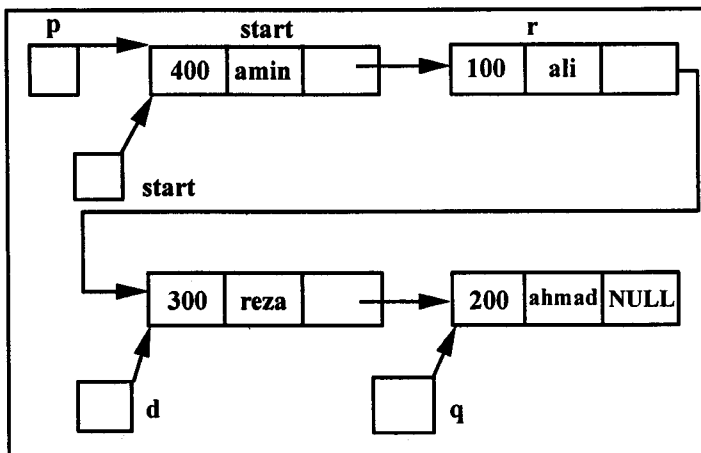 p
start
r
400 amin
100 ali
start
300 reza
200 ahmad NULL
d
q